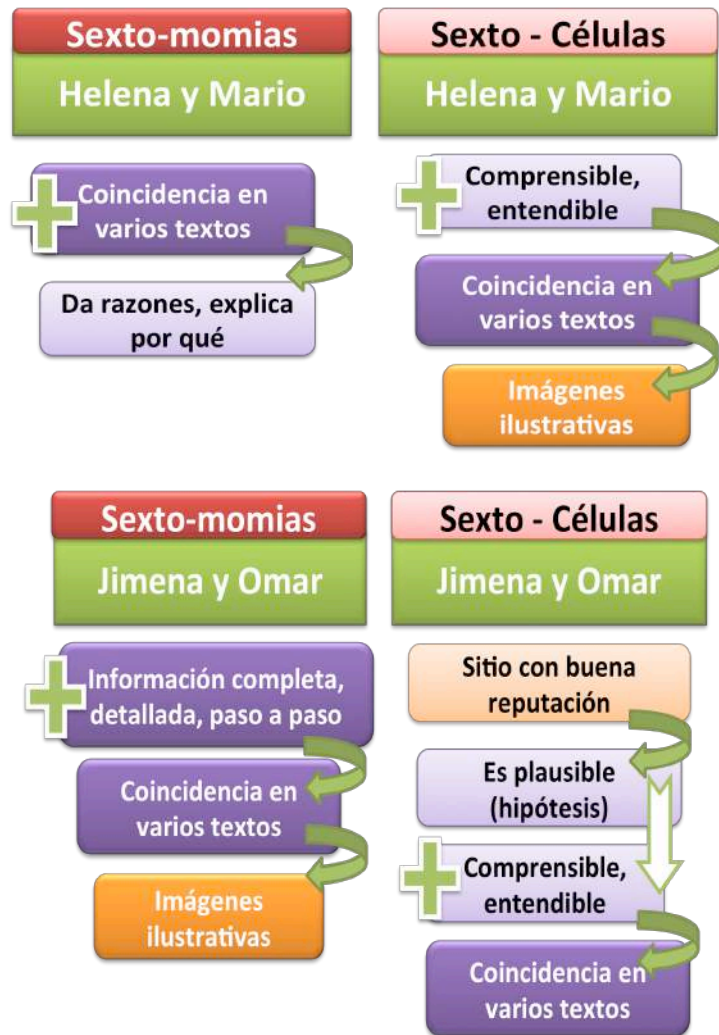 Sexto-momias
Helena y Mario
Coincidencia en
varios textos
Da razones, explica
por qué
Sexto - Células
Helena y Mario
Comprensible,
entendible
Coincidencia en
varios textos
Imágenes
ilustrativas
Sexto-momias
Jimena y Omar
Información completa,
detallada, paso a paso
Coincidencia en
varios textos
Imágenes
ilustrativas
Sexto - Células
Jimena y Omar
Sitio con buena
reputación
Es plausible
(hipótesis)
Comprensible,
entendible
Coincidencia en
varios textos